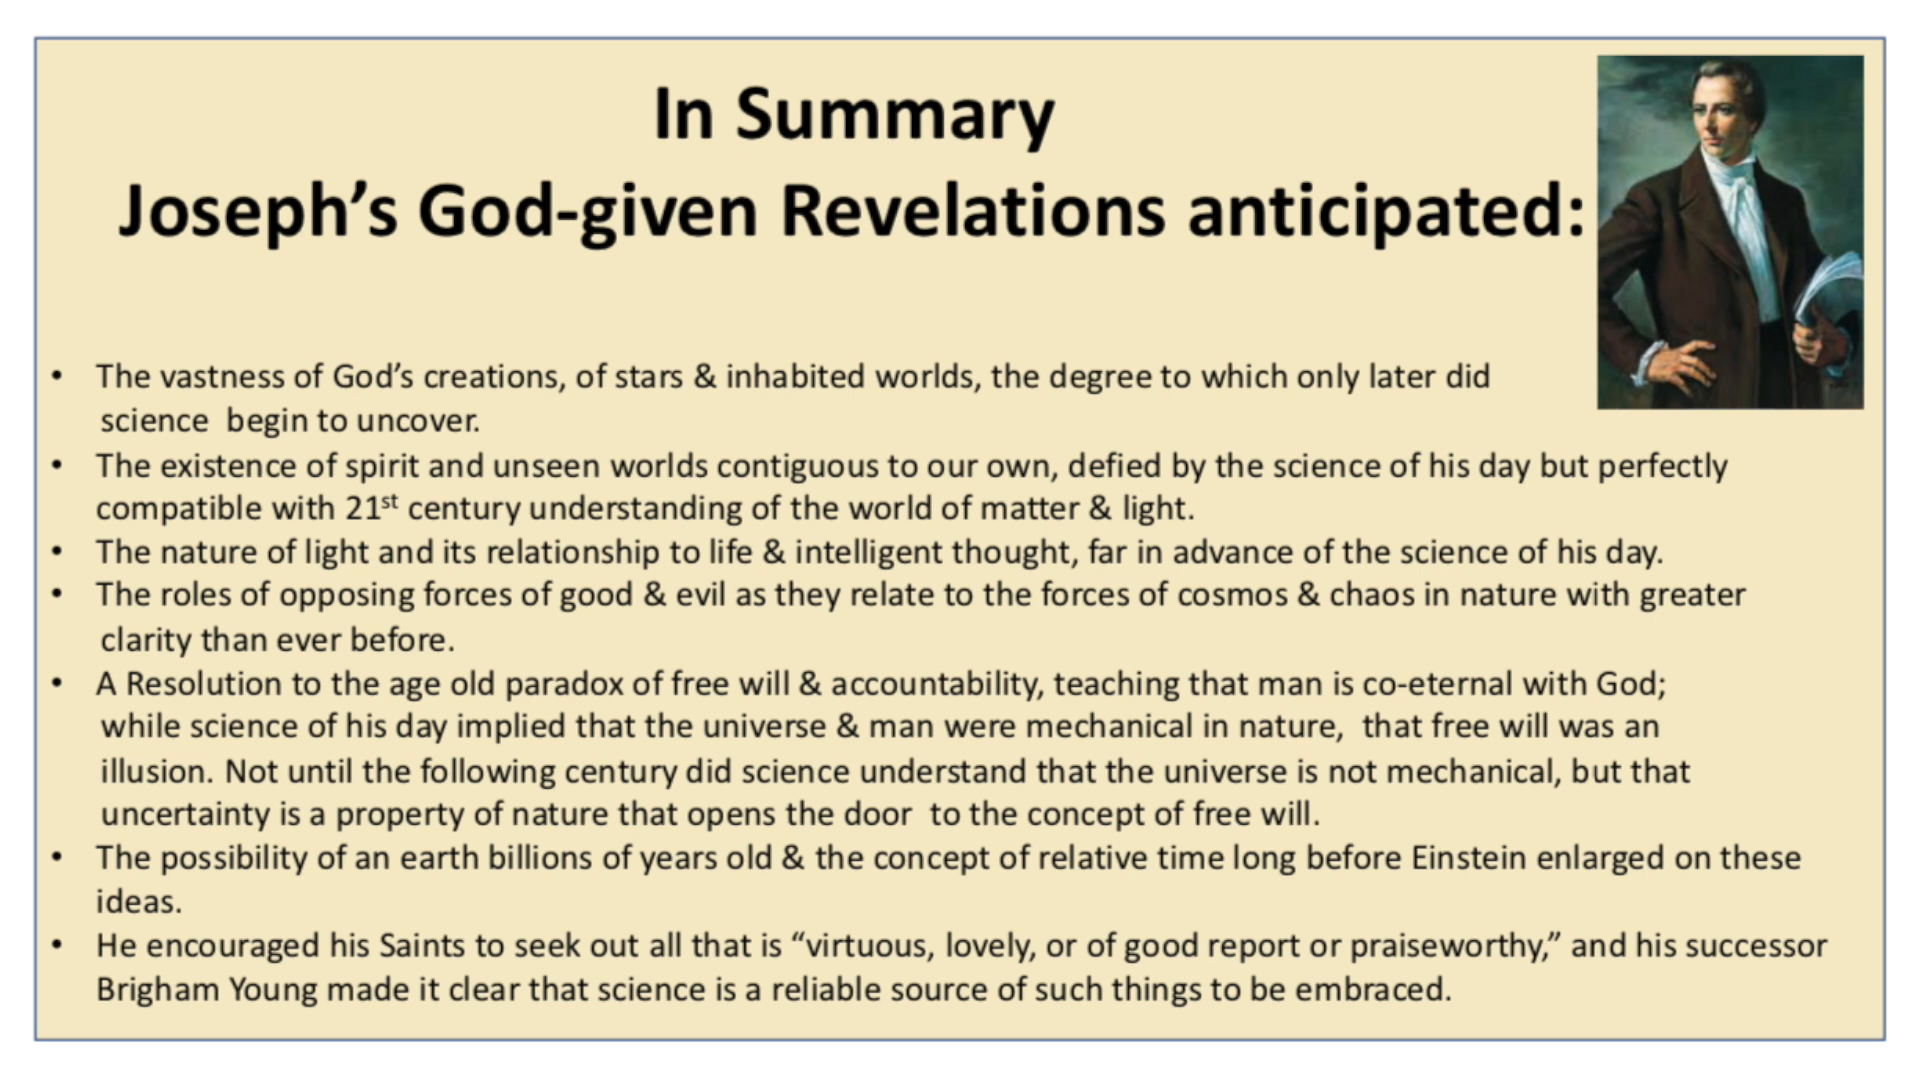 In Summary
Joseph’s God-given Revelations anticipated:
• The vastness of God’s creations, of stars & inhabited worlds, the degree to which only later did
science  begin to uncover.
• The existence of spirit and unseen worlds contiguous to our own, defied by the science of his day but perfectly
compatible with 21st century understanding of the world of matter & light.
• The nature of light and its relationship to life & intelligent thought, far in advance of the science of his day.
• The roles of opposing forces of good & evil as they relate to the forces of cosmos & chaos in nature with greater
clarity than ever before.
• A Resolution to the age old paradox of free will & accountability, teaching that man is co-eternal with God;
while science of his day implied that the universe & man were mechanical in nature,  that free will was an
illusion. Not until the following century did science understand that the universe is not mechanical, but that
uncertainty is a property of nature that opens the door  to the concept of free will.
• The possibility of an earth billions of years old & the concept of relative time long before Einstein enlarged on these
ideas.
• He encouraged his Saints to seek out all that is “virtuous, lovely, or of good report or praiseworthy,” and his successor
Brigham Young made it clear that science is a reliable source of such things to be embraced.